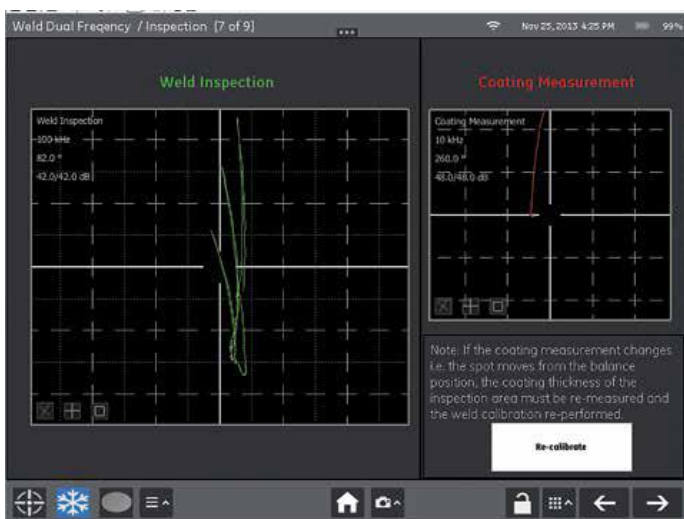 Weld Dual Freqency / Inspection [7 of 9]
Nov 25, 2013 4:25 PM
99%
Weld Inspection
Coating Measurement
Weld Inspection
100 kHz
82.0 °
42.0/42.0 dB
Coating Measurement
10 kHz
260.0 °
48.0/48.0 dB
Note: If the coating measurement changes
i.e. the spot moves from the balance
position, the coating thickness of the
inspection area must be re-measured and
the weld calibration re-performed.
Re-calibrate